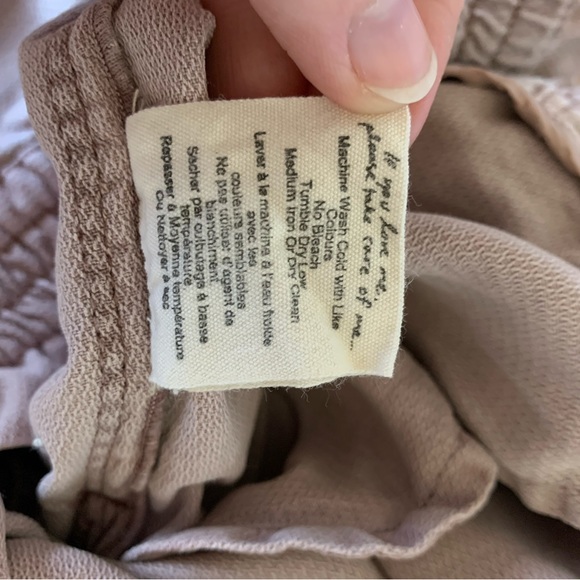 If you love me,
please take care of me...
Machine Wash Cold with Like
Colours
No Bleach
Tumble Dry Low
Medium Iron Or Dry Clean
Laver à la machine à l'eau froide
avec les
couleurs semblables
Ne pas utiliser d'agent de
blanchiment
Sécher par culbutage à basse
température
Repasser à Moyenne température
Ou Nettoyer à sec